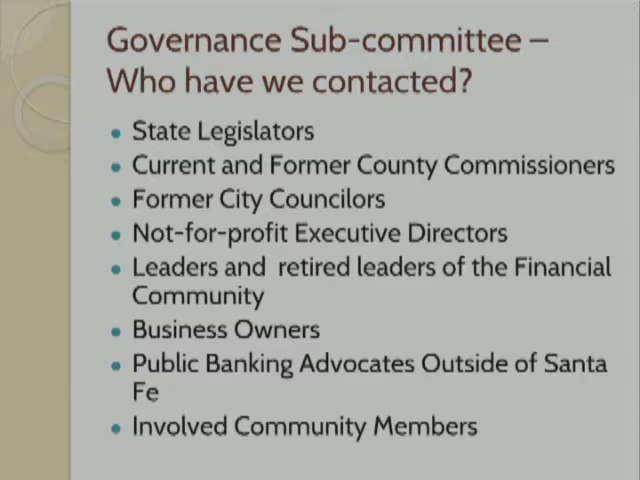 Governance Sub-committee –
Who have we contacted?
• State Legislators
• Current and Former County Commissioners
• Former City Councilors
• Not-for-profit Executive Directors
• Leaders and retired leaders of the Financial
Community
• Business Owners
• Public Banking Advocates Outside of Santa
Fe
• Involved Community Members